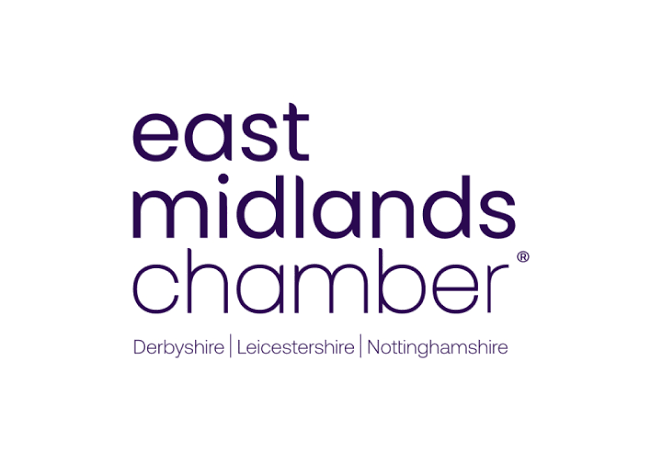 east
midlands
chamber®
Derbyshire | Leicestershire | Nottinghamshire